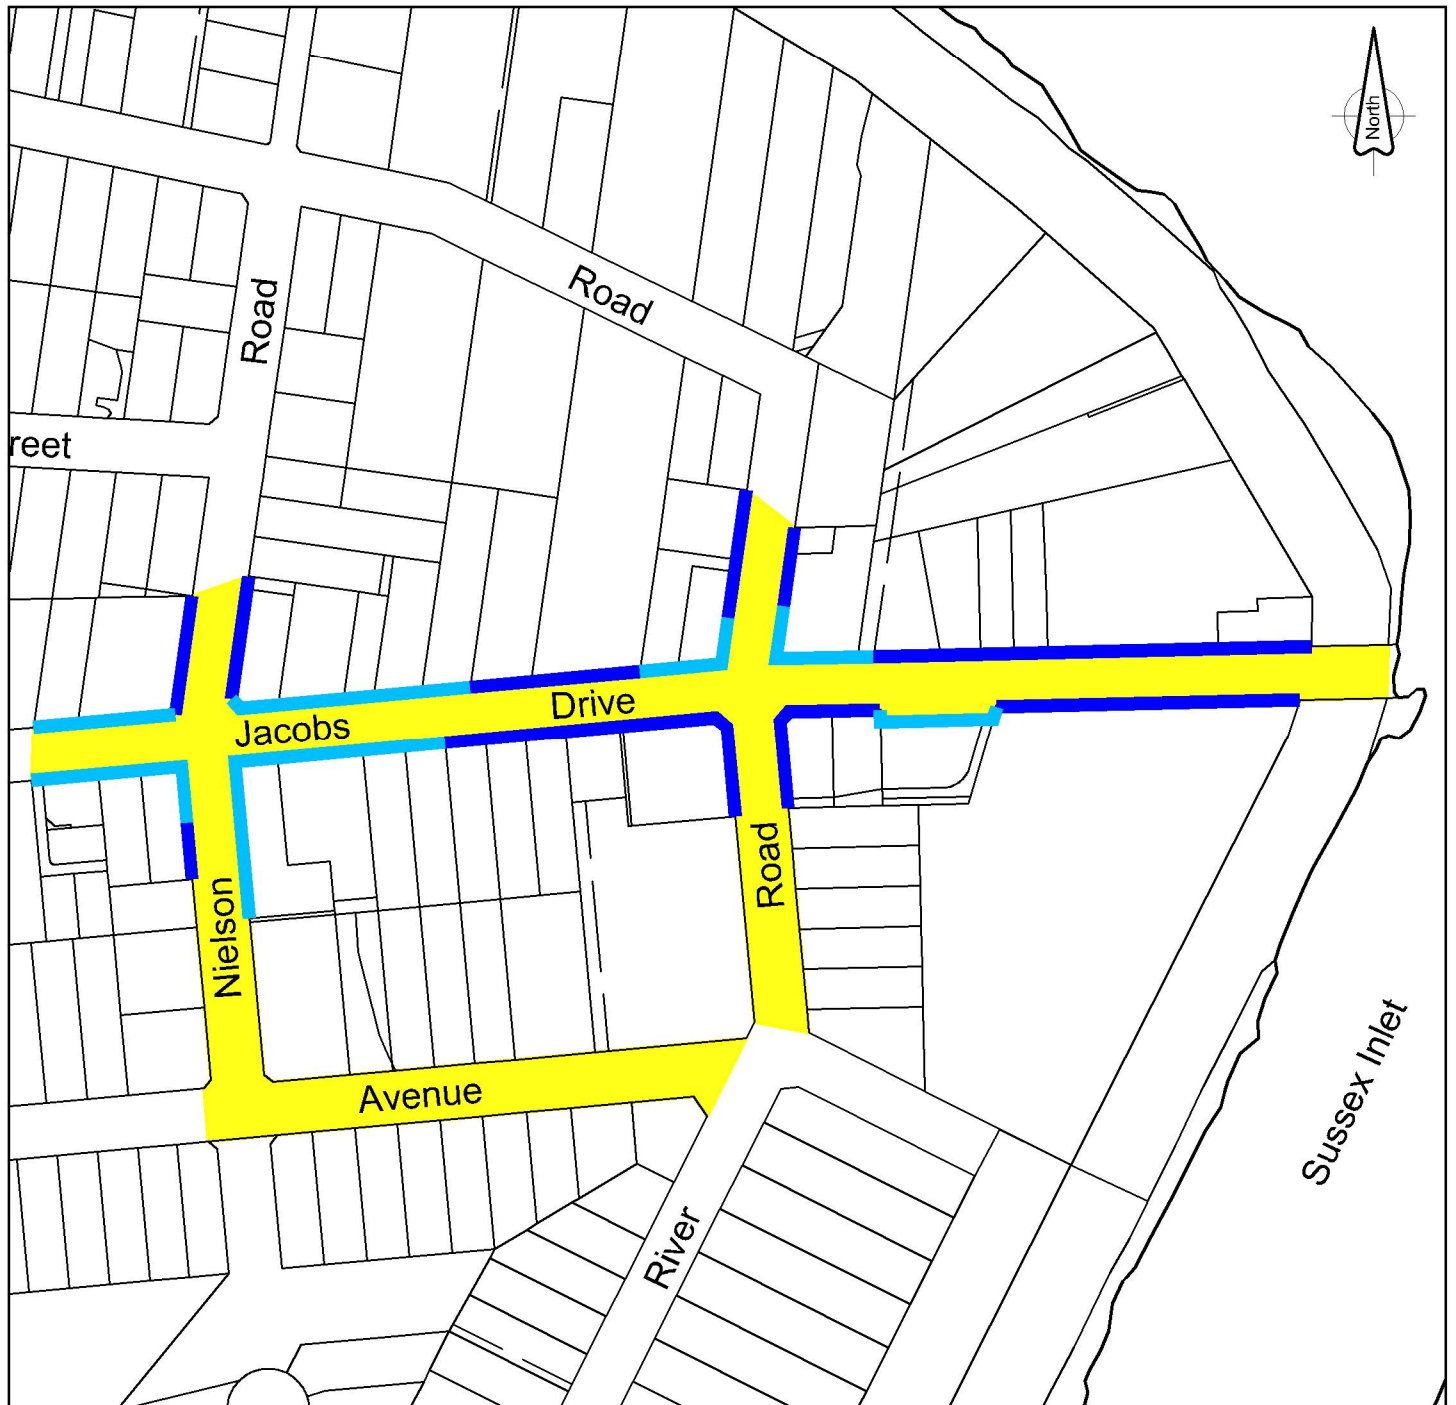 North
Road
Road
reet
Drive
Jacobs
Road
Nielson
Avenue
Sussex Inlet
River